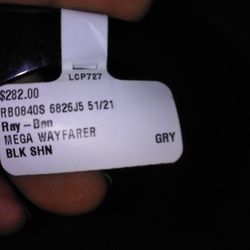 LCP727
$282.00
RB0840S 6826J5 51/21
Ray-Ban
MEGA WAYFARER
GRY
BLK SHN